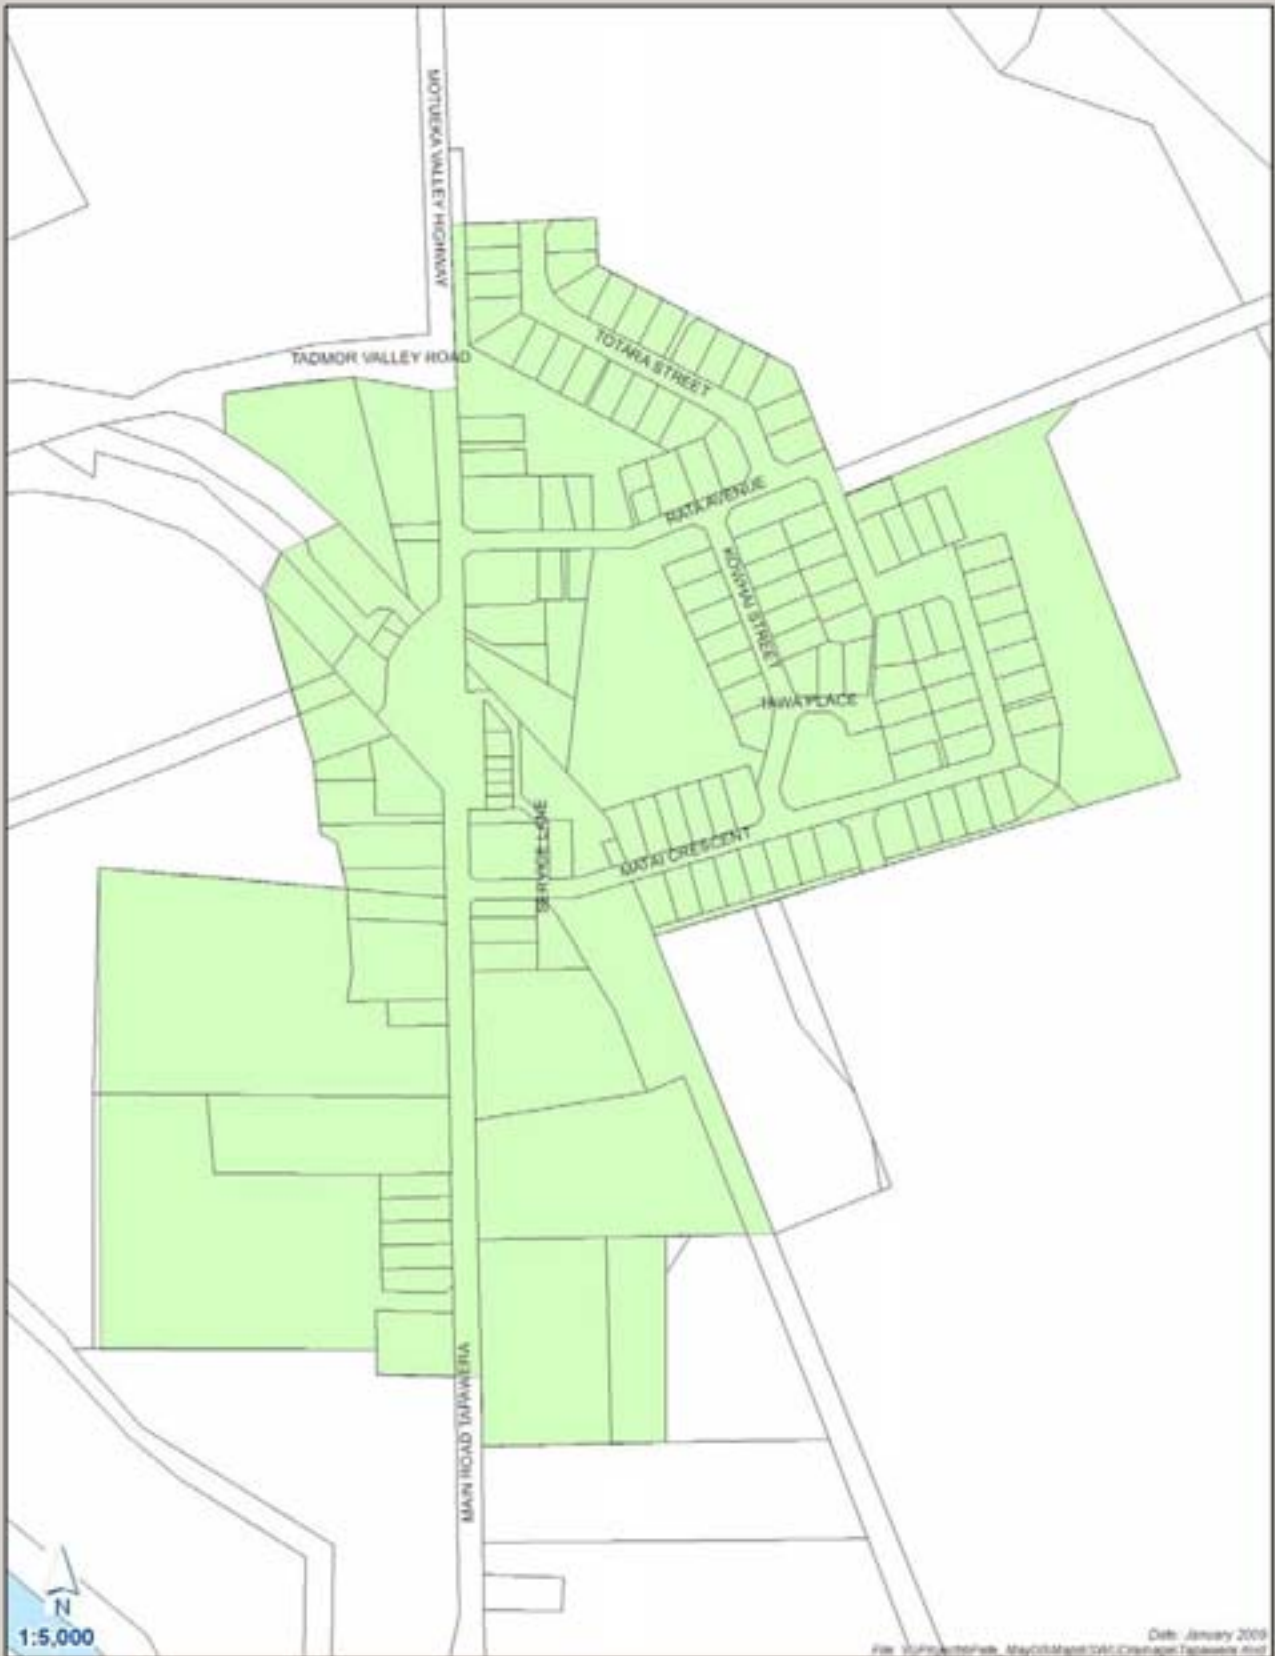 MOTUEKA VALLEY HIGHWAY
TADMOR VALLEY ROAD
TOTARA STREET
RATA AVENUE
KOWHAI STREET
TAWA PLACE
SERVICE LANE
MATAI CRESCENT
MAIN ROAD TAPAWERA
N
1:5,000
Date: January 2009